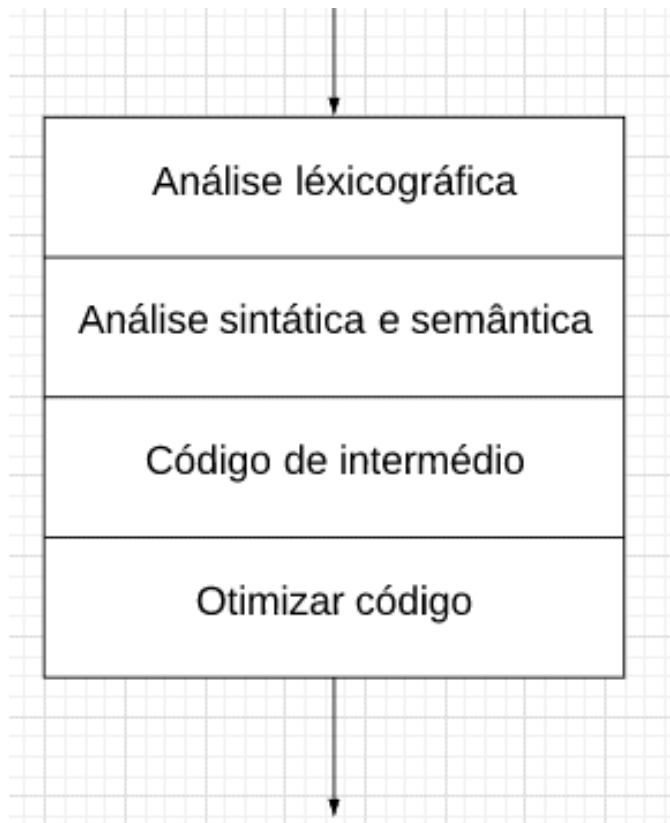 Análise léxicográfica
Análise sintática e semântica
Código de intermédio
Otimizar código